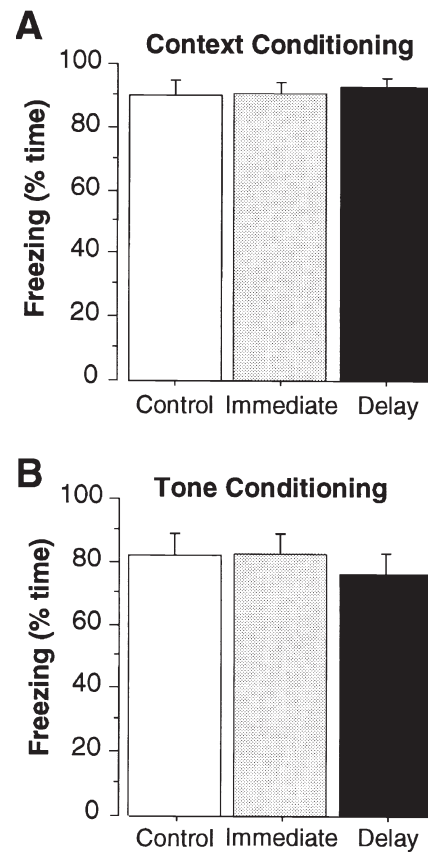 A
Context Conditioning
Freezing (% time)
100
80
60
40
20
0
Control Immediate Delay
B
Tone Conditioning
Freezing (% time)
100
80
60
40
20
0
Control Immediate Delay